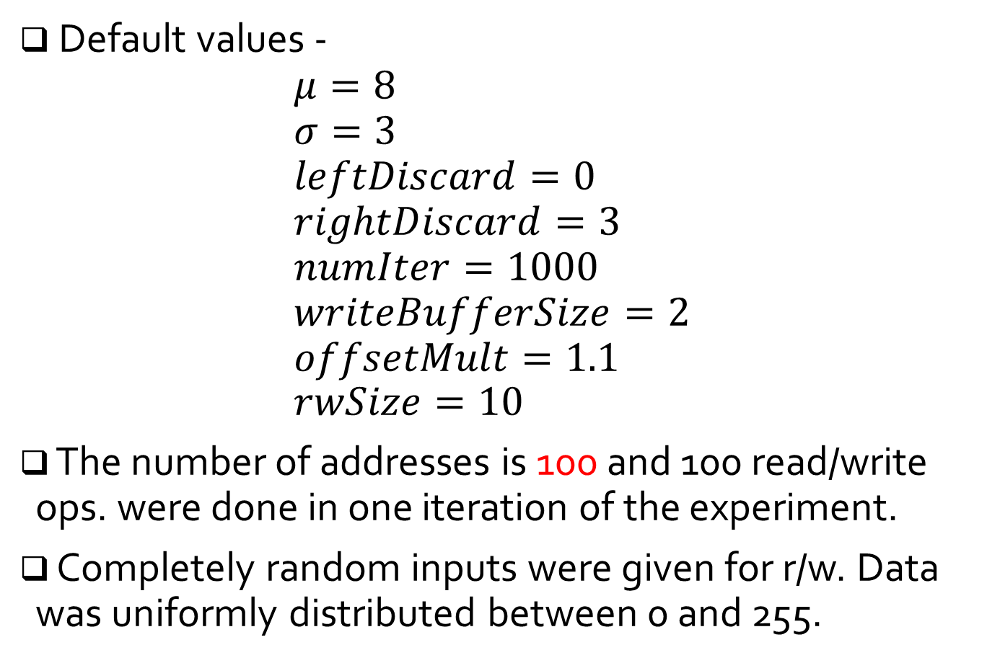 ❑ Default values -
μ = 8
σ = 3
leftDiscard = 0
rightDiscard = 3
numIter = 1000
writeBufferSize = 2
offsetMult = 1.1
rwSize = 10
❑ The number of addresses is 100 and 100 read/write
ops. were done in one iteration of the experiment.
❑ Completely random inputs were given for r/w. Data
was uniformly distributed between 0 and 255.